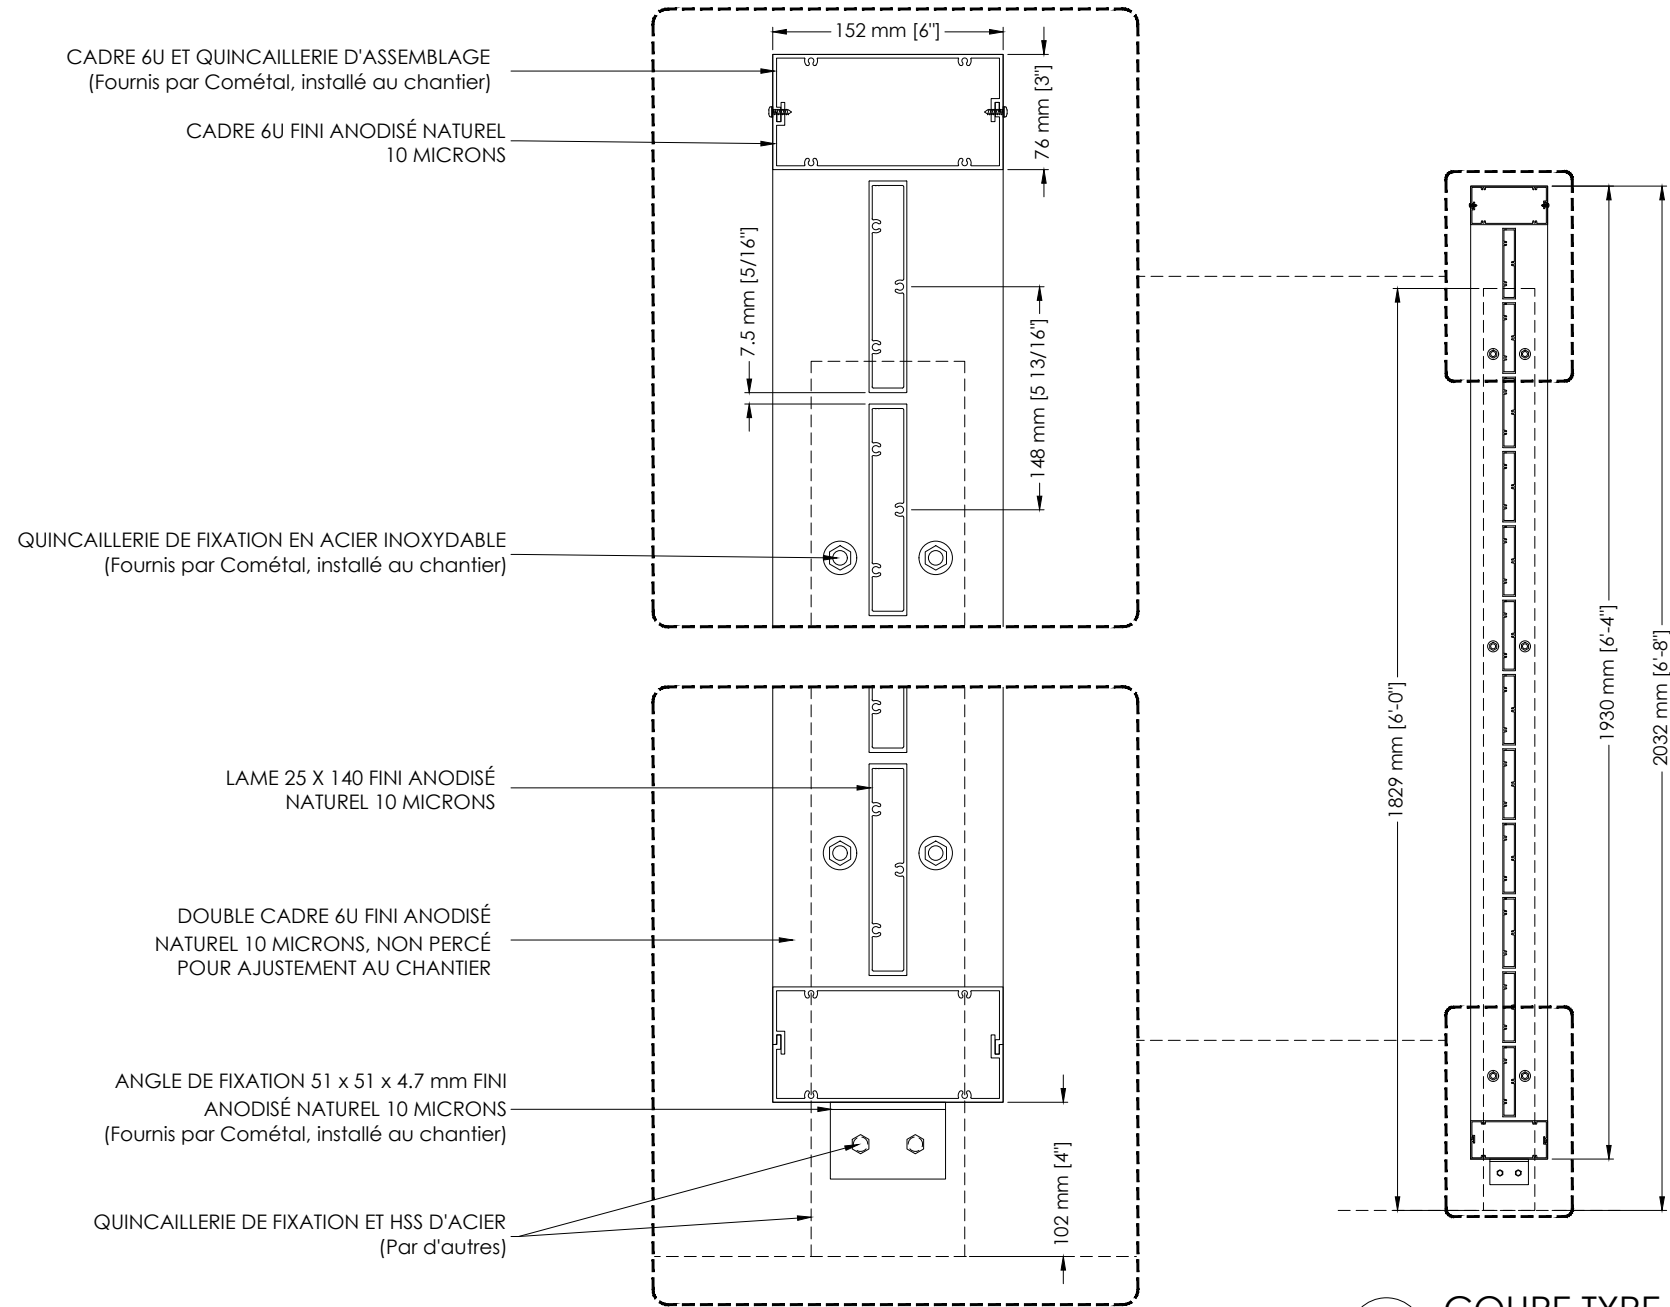 152 mm [6"]
CADRE 6U ET QUINCAILLERIE D'ASSEMBLAGE
(Fournis par Cométal, installé au chantier)
76 mm [3"]
CADRE 6U FINI ANODISÉ NATUREL
10 MICRONS
7.5 mm [5/16"]
148 mm [5 13/16"]
QUINCAILLERIE DE FIXATION EN ACIER INOXYDABLE
(Fournis par Cométal, installé au chantier)
1829 mm [6'-0"]
1930 mm [6'-4"]
2032 mm [6'-8"]
LAME 25 X 140 FINI ANODISÉ
NATUREL 10 MICRONS
DOUBLE CADRE 6U FINI ANODISÉ
NATUREL 10 MICRONS, NON PERCÉ
POUR AJUSTEMENT AU CHANTIER
ANGLE DE FIXATION 51 x 51 x 4.7 mm FINI
ANODISÉ NATUREL 10 MICRONS
(Fournis par Cométal, installé au chantier)
102 mm [4"]
QUINCAILLERIE DE FIXATION ET HSS D'ACIER
(Par d'autres)
COUPE TYPE